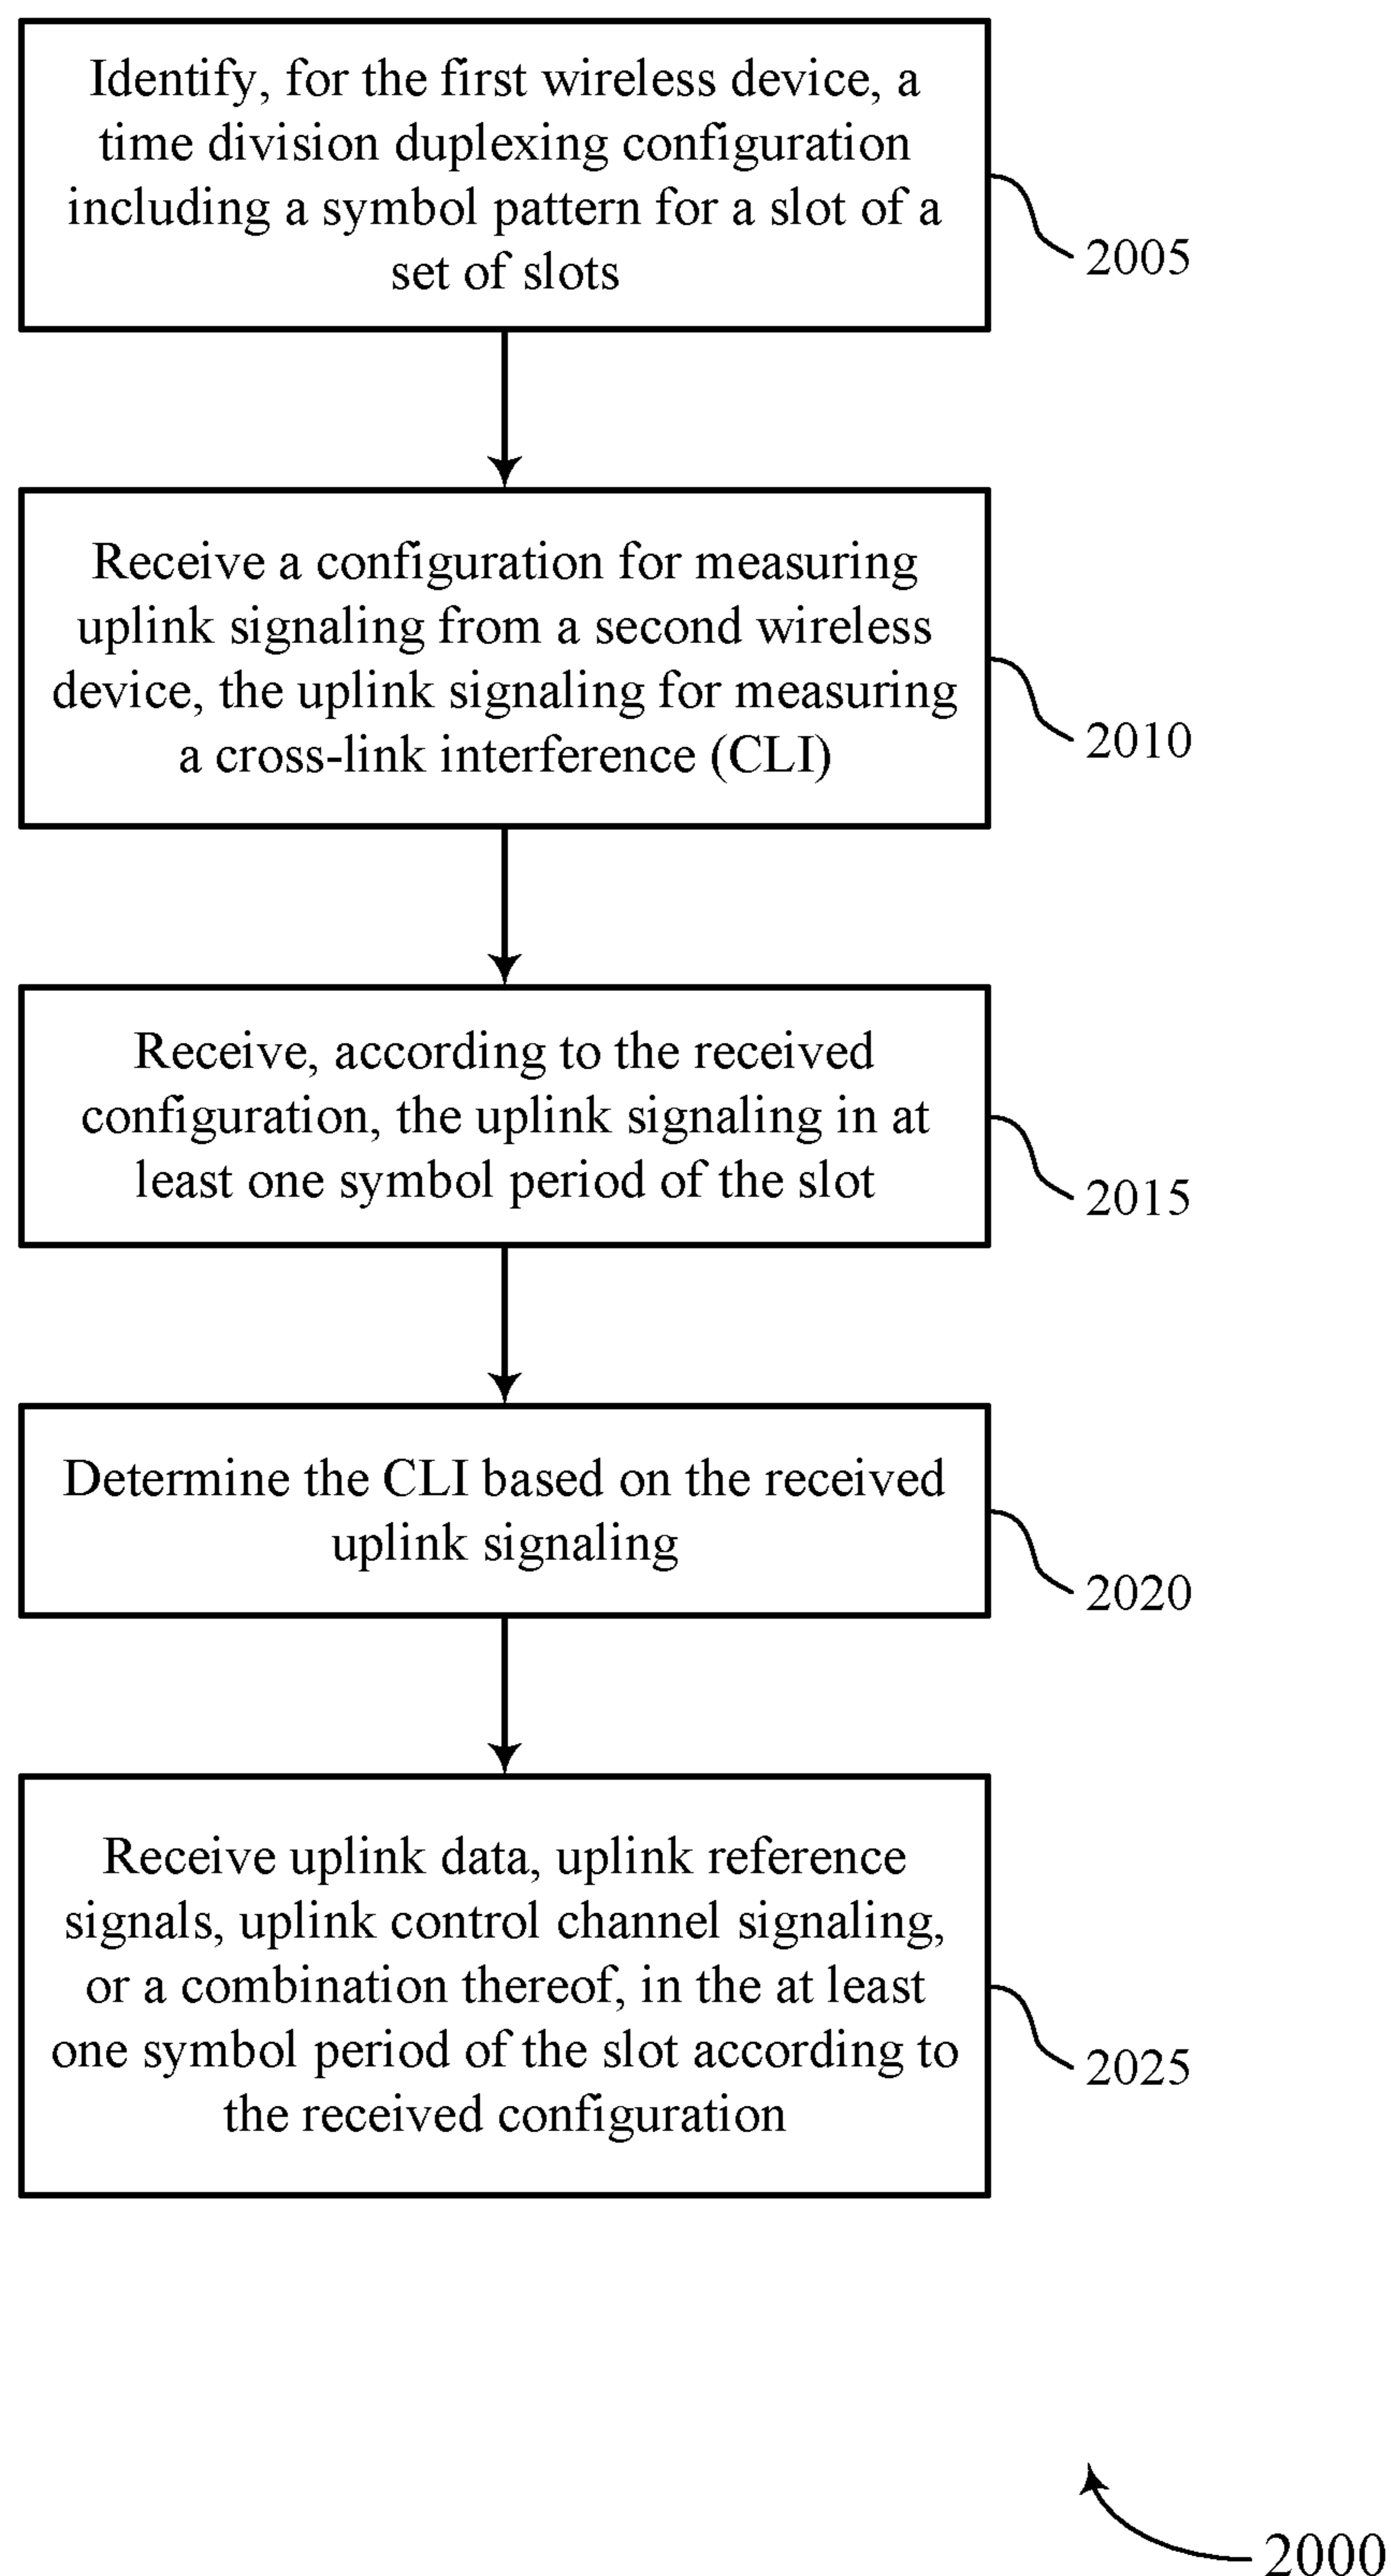 Identify, for the first wireless device, a
time division duplexing configuration
including a symbol pattern for a slot of a
set of slots
2005
Receive a configuration for measuring
uplink signaling from a second wireless
device, the uplink signaling for measuring
a cross-link interference (CLI)
2010
Receive, according to the received
configuration, the uplink signaling in at
least one symbol period of the slot
2015
Determine the CLI based on the received
uplink signaling
2020
Receive uplink data, uplink reference
signals, uplink control channel signaling,
or a combination thereof, in the at least
one symbol period of the slot according to
the received configuration
2025
2000